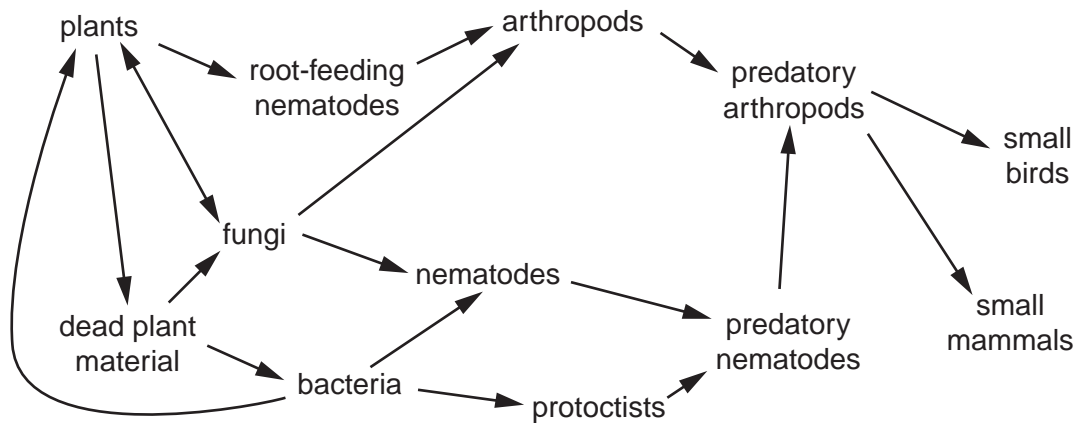 plants
arthropods
root-feeding
nematodes
predatory
arthropods
small
birds
fungi
nematodes
dead plant
material
predatory
nematodes
small
mammals
bacteria
protoctists